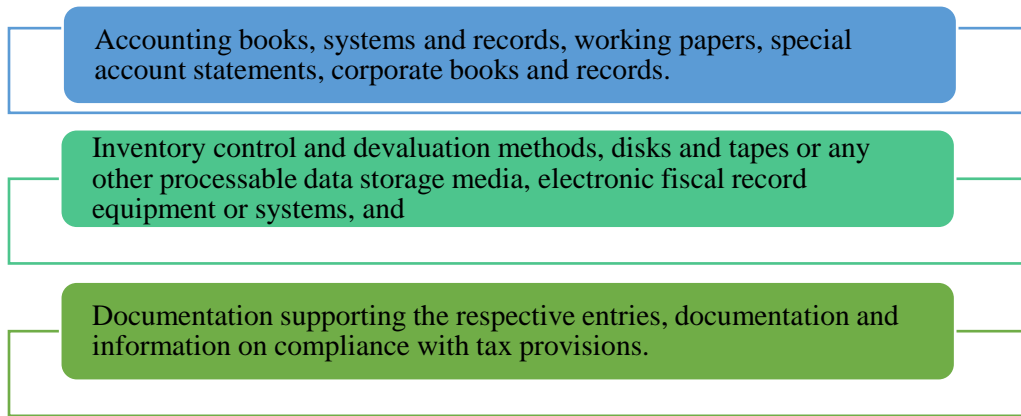 Accounting books, systems and records, working papers, special
account statements, corporate books and records.
Inventory control and devaluation methods, disks and tapes or any
other processable data storage media, electronic fiscal record
equipment or systems, and
Documentation supporting the respective entries, documentation and
information on compliance with tax provisions.